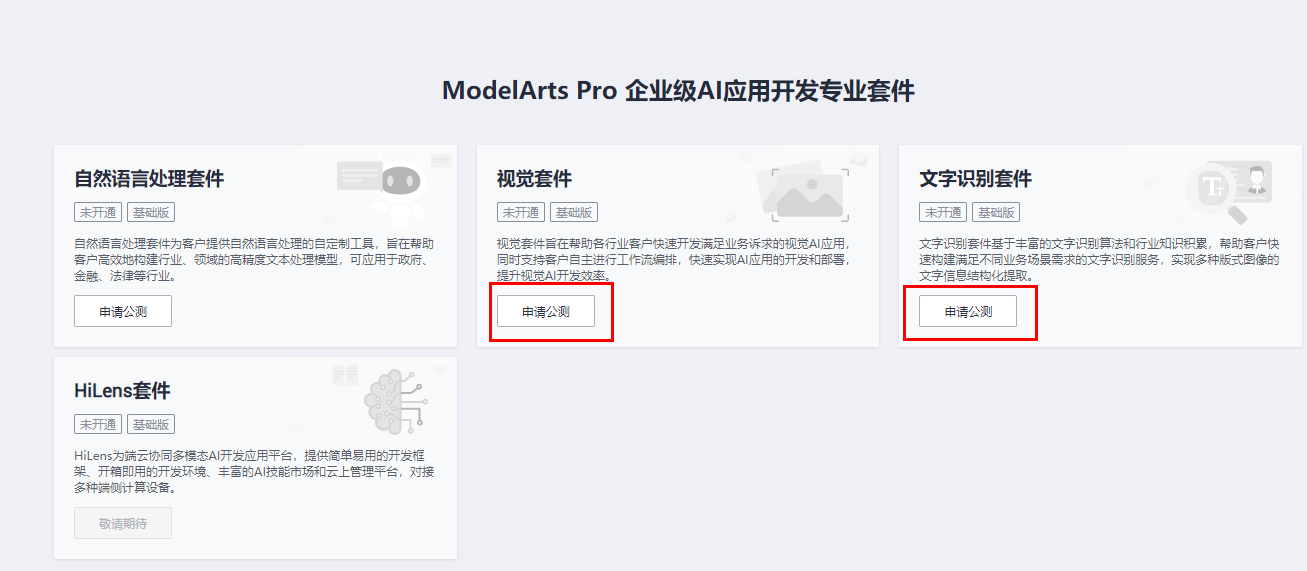 ModelArts Pro 企业级AI应用开发专业套件
自然语言处理套件
未开通 基础版
自然语言处理套件为客户提供自然语言处理的自定制工具，旨在帮助
客户高效地构建行业、领域的高精度文本处理模型，可应用于政府、
金融、法律等行业。
申请公测
视觉套件
未开通 基础版
视觉套件旨在帮助各行业客户快速开发满足业务诉求的视觉AI应用，
同时支持客户自主进行工作流编排，快速实现AI应用的开发和部署，
提升视觉AI开发效率。
申请公测
文字识别套件
未开通 基础版
文字识别套件基于丰富的文字识别算法和行业知识积累，帮助客户快
速构建满足不同业务场景需求的文字识别服务，实现多种版式图像的
文字信息结构化提取。
申请公测
HiLens套件
未开通 基础版
HiLens为端云协同多模态AI开发应用平台，提供简单易用的开发框
架、开箱即用的开发环境、丰富的AI技能市场和云上管理平台，对接
多种端侧计算设备。
敬请期待